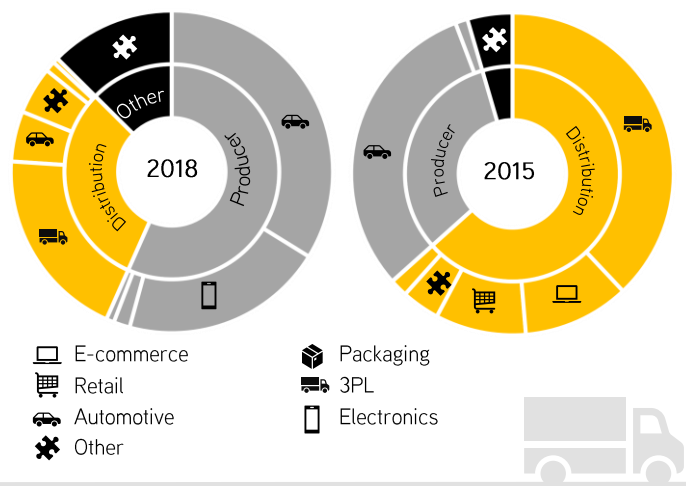 Other
Producer
Distribution
2018
Producer
Distribution
2015
E-commerce
Retail
Automotive
Other
Packaging
3PL
Electronics